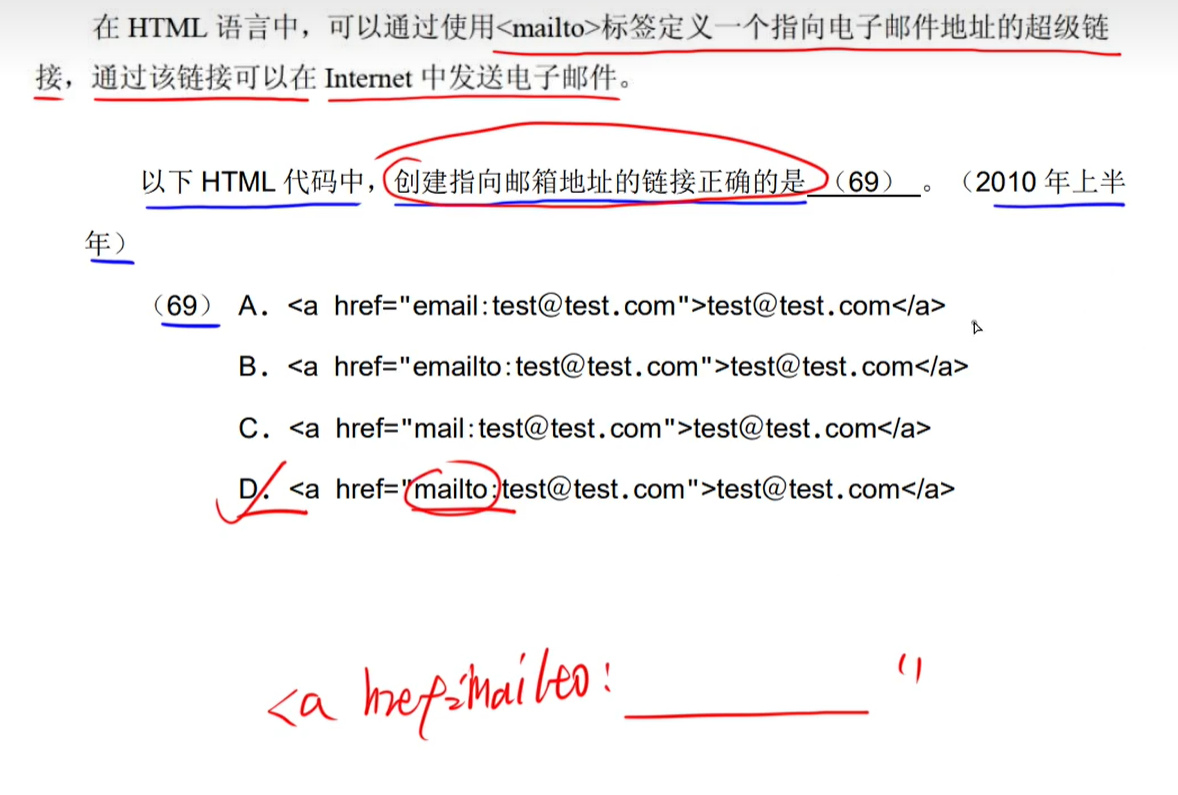 在 HTML 语言中，可以通过使用<mailto>标签定义一个指向电子邮件地址的超级链
接，通过该链接可以在 Internet 中发送电子邮件。
以下 HTML 代码中，创建指向邮箱地址的链接正确的是 （69） 。（2010 年上半
年）
（69） A. <a href="email:test@test.com">test@test.com</a>
B. <a href="emailto:test@test.com">test@test.com</a>
C. <a href="mail:test@test.com">test@test.com</a>
D. <a href="mailto:test@test.com">test@test.com</a>
<a href="mailto: "